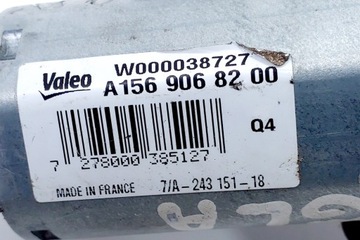 Valeo W000038727
A156 906 82 00
Q4
7 278000 385127
MADE IN FRANCE 7/A-243 151-18